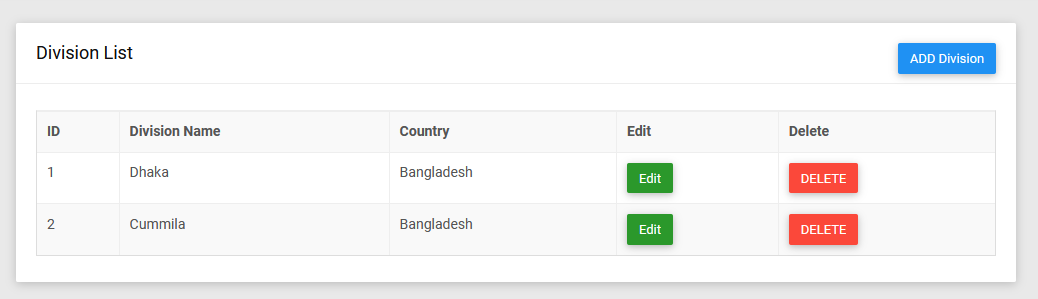 Division List
ADD Division
ID Division Name Country Edit Delete
1 Dhaka Bangladesh Edit DELETE
2 Cummila Bangladesh Edit DELETE